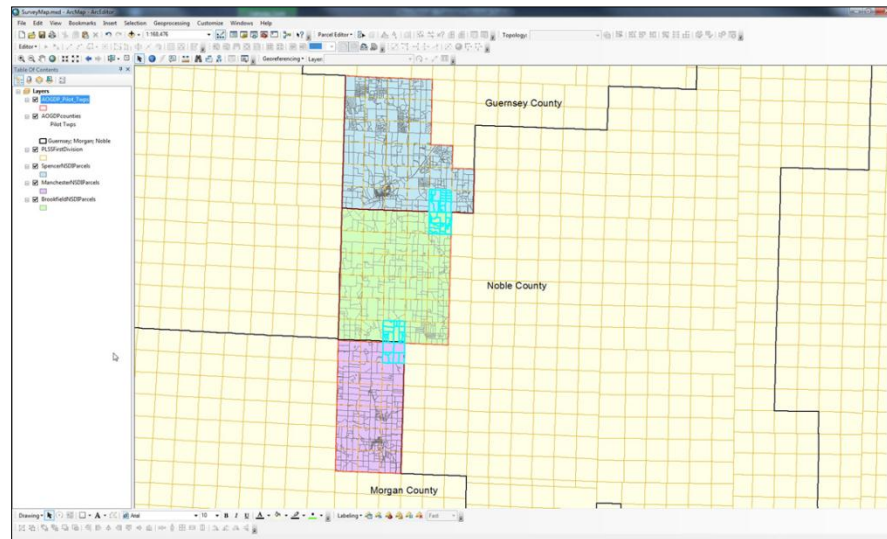 SurveyMap.mxd - ArcMap - ArcEditor
File Edit View Bookmarks Insert Selection Geoprocessing Customize Windows Help
1:168,476
Parcel Editor
Topology:
Editor
Georeferencing Layer:
Table Of Contents
Layers
AOGDP_Pilot_Twps
AOGDPcounties
Pilot Twps
Guernsey; Morgan; Noble
PLSSFirstDivision
SpencerNSDIParcels
ManchesterNSDIParcels
BrookfieldNSDIParcels
Guernsey County
Noble County
Morgan County
Drawing
A
Arial
10
B I U A
Labeling
Fast